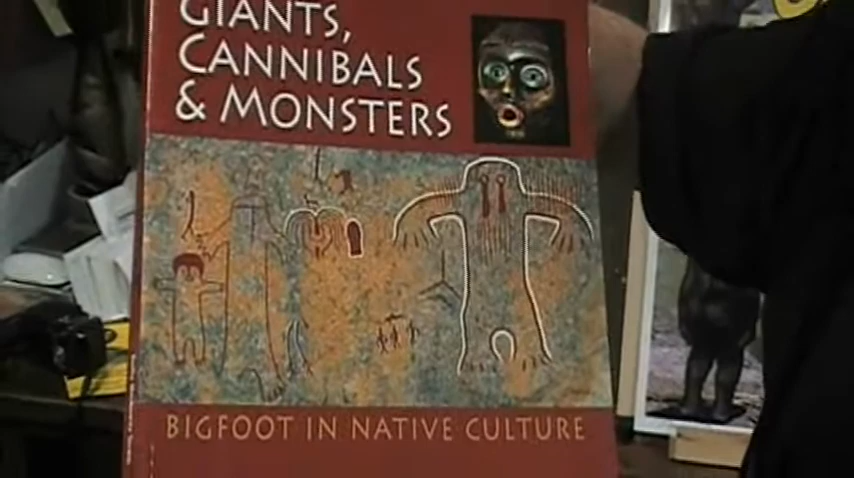 GIANTS,
CANNIBALS
& MONSTERS
BIGFOOT IN NATIVE CULTURE